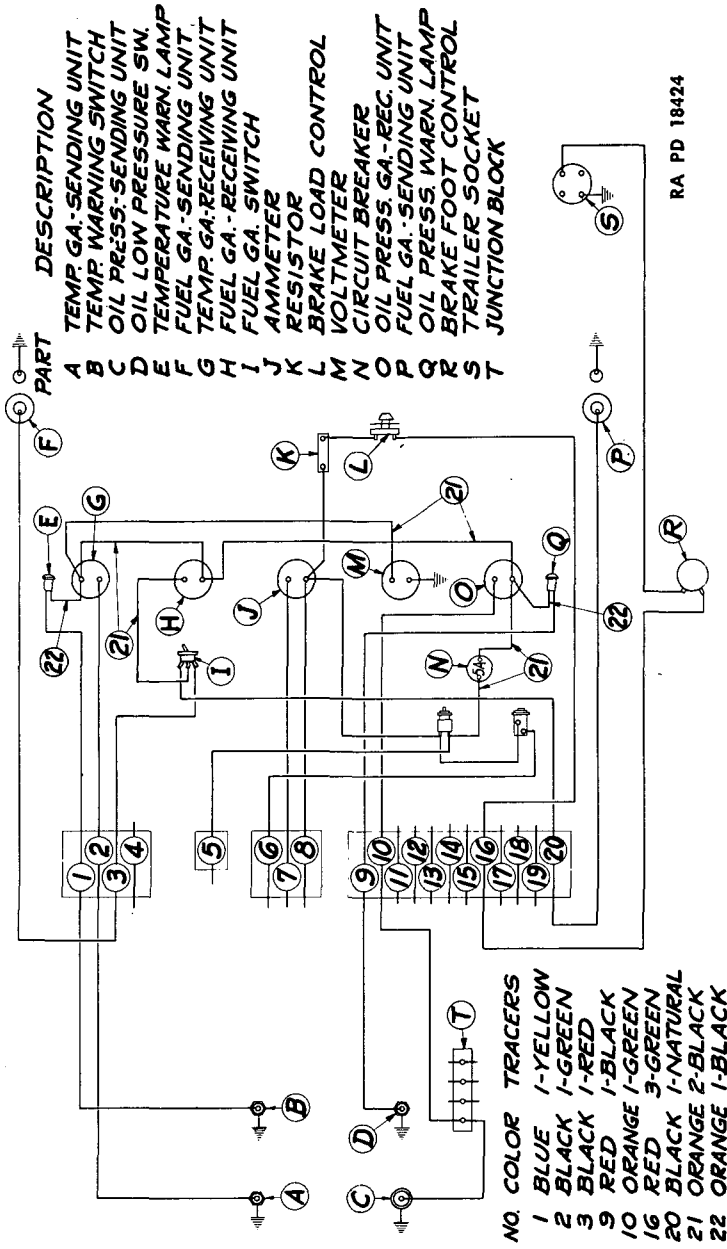 PART DESCRIPTION
A TEMP. GA.-SENDING UNIT
B TEMP. WARNING SWITCH
C OIL PRESS.-SENDING UNIT
D OIL LOW PRESSURE SW.
E TEMPERATURE WARN. LAMP
F FUEL GA.-SENDING UNIT
G TEMP. GA-RECEIVING UNIT
H FUEL GA.-RECEIVING UNIT
I FUEL GA. SWITCH
J AMMETER
K RESISTOR
L BRAKE LOAD CONTROL
M VOLTMETER
N CIRCUIT BREAKER
O OIL PRESS. GA.-REC. UNIT
P FUEL GA.-SENDING UNIT
Q OIL PRESS. WARN. LAMP
R BRAKE FOOT CONTROL
S TRAILER SOCKET
T JUNCTION BLOCK
RA PD 18424
F
E
G
22
21
H
I
J
K
L
M
21
O
Q
N
5A
21
22
P
R
S
1
2
3
4
5
6
7
8
9
10
11
12
13
14
15
16
17
18
19
20
A
B
C
D
T
NO. COLOR TRACERS
1 BLUE 1-YELLOW
2 BLACK 1-GREEN
3 BLACK 1-RED
9 RED 1-BLACK
10 ORANGE 1-GREEN
16 RED 3-GREEN
20 BLACK 1-NATURAL
21 ORANGE 2-BLACK
22 ORANGE 1-BLACK